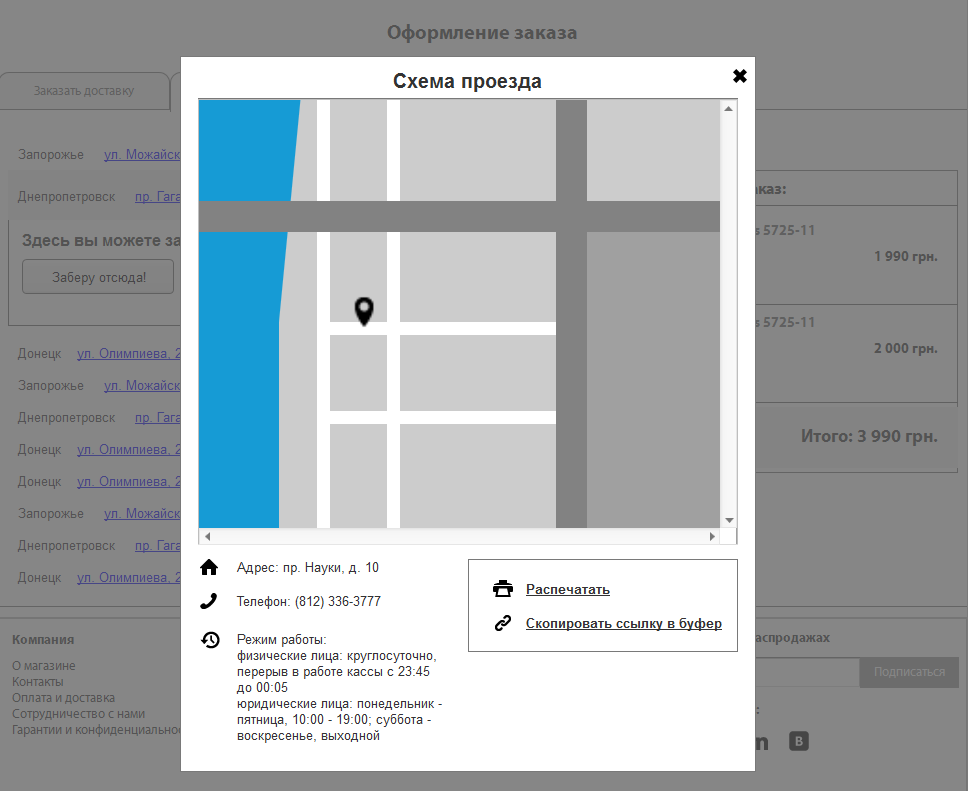 Оформление заказа
Схема проезда
Заказать доставку
Запорожье ул. Можайск
Днепропетровск пр. Гага
Здесь вы можете за
Заберу отсюда!
Донецк ул. Олимпиева, 2
Запорожье ул. Можайск
Днепропетровск пр. Гага
Донецк ул. Олимпиева, 2
Донецк ул. Олимпиева, 2
Запорожье ул. Можайск
Днепропетровск пр. Гага
Донецк ул. Олимпиева, 2
аказ:
s 5725-11
1 990 грн.
s 5725-11
2 000 грн.
Итого: 3 990 грн.
Адрес: пр. Науки, д. 10
Телефон: (812) 336-3777
Режим работы:
физические лица: круглосуточно,
перерыв в работе кассы с 23:45
до 00:05
юридические лица: понедельник -
пятница, 10:00 - 19:00; суббота -
воскресенье, выходной
Распечатать
Скопировать ссылку в буфер
Компания
О магазине
Контакты
Оплата и доставка
Сотрудничество с нами
Гарантии и конфиденциальнос
аспродажах
Подписаться
:
in
В